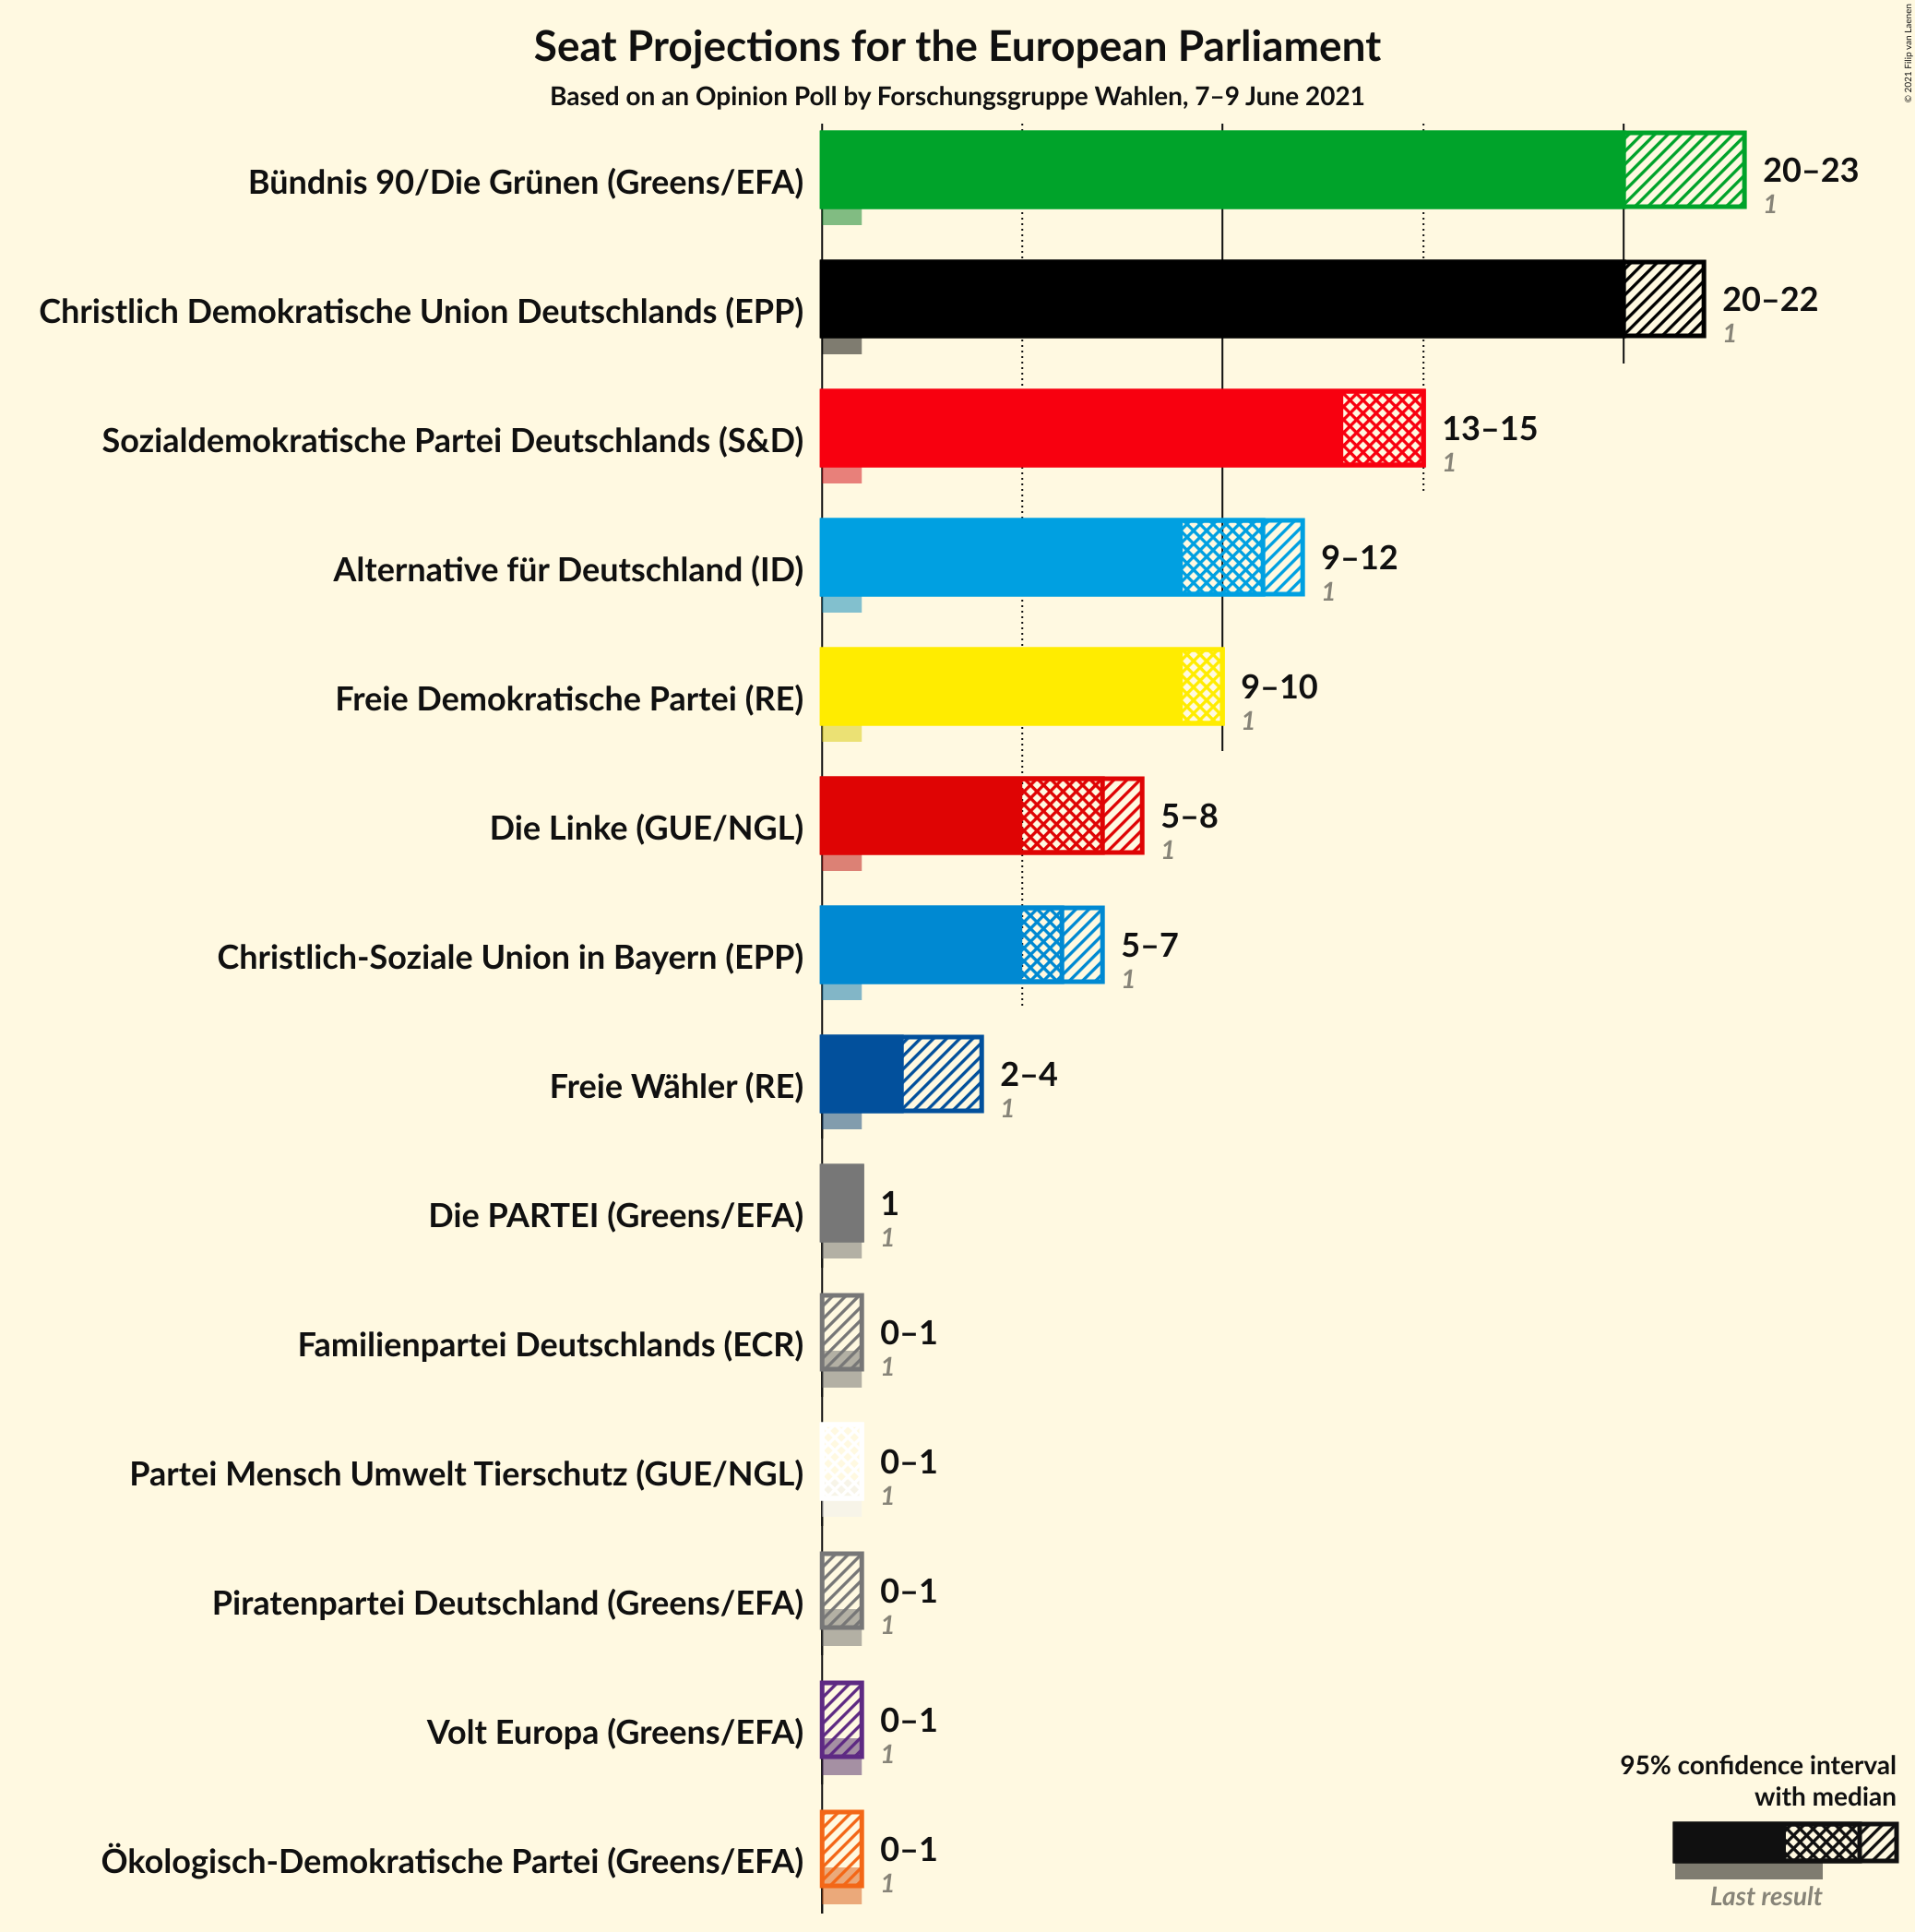 Seat Projections for the European Parliament
Based on an Opinion Poll by Forschungsgruppe Wahlen, 7–9 June 2021
© 2021 Filip van Laenen
Bündnis 90/Die Grünen (Greens/EFA)
20–23
1
Christlich Demokratische Union Deutschlands (EPP)
20–22
1
Sozialdemokratische Partei Deutschlands (S&D)
13–15
1
Alternative für Deutschland (ID)
9–12
1
Freie Demokratische Partei (RE)
9–10
1
Die Linke (GUE/NGL)
5–8
1
Christlich-Soziale Union in Bayern (EPP)
5–7
1
Freie Wähler (RE)
2–4
1
Die PARTEI (Greens/EFA)
1
1
Familienpartei Deutschlands (ECR)
0–1
1
Partei Mensch Umwelt Tierschutz (GUE/NGL)
0–1
1
Piratenpartei Deutschland (Greens/EFA)
0–1
1
Volt Europa (Greens/EFA)
0–1
1
Ökologisch-Demokratische Partei (Greens/EFA)
0–1
1
95% confidence interval
with median
Last result